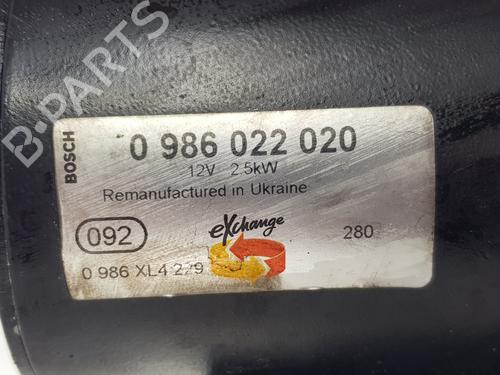 BOSCH
0 986 022 020
12V 2.5kW
Remanufactured in Ukraine
092
eXchange
280
0 986 XL4 229
B-PARTS